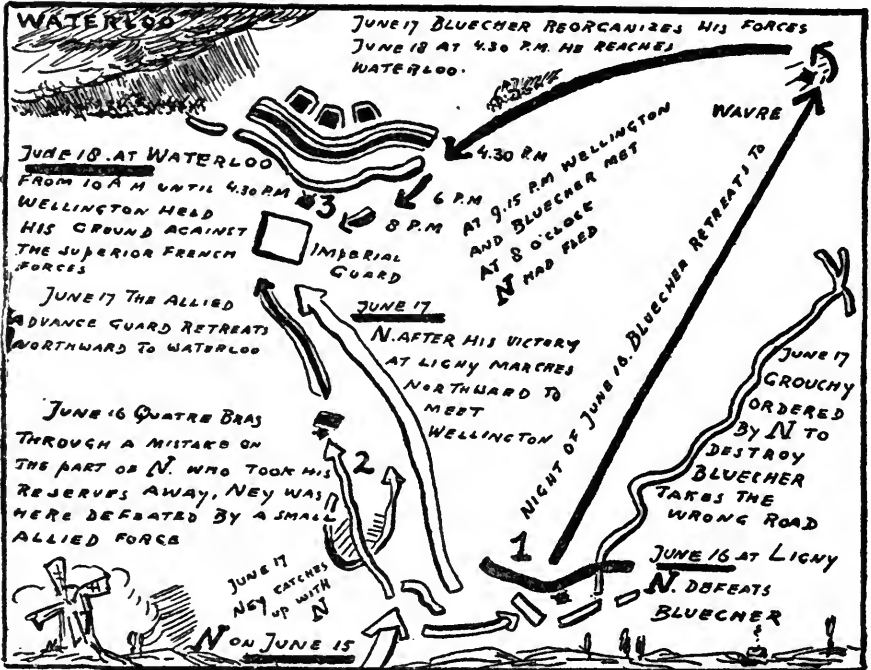 WATERLOO
JUNE 17 BLUECHER REORGANIZES HIS FORCES
JUNE 18 AT 4.30 P.M. HE REACHES
WATERLOO.
WAVRE
JUNE 18. AT WATERLOO
FROM 10 A M UNTIL 4.30 P.M
WELLINGTON HELD
HIS GROUND AGAINST
THE SUPERIOR FRENCH
FORCES
3
4.30 P.M
6 P.M
8 P.M
AT 9.15 P.M WELLINGTON
AND BLUECHER MET
AT 8 O'CLOCK
N HAD FLED
IMPERIAL
GUARD
NIGHT OF JUNE 16. BLUECHER RETREATS TO
JUNE 17 THE ALLIED
ADVANCE GUARD RETREATS
NORTHWARD TO WATERLOO
JUNE 17
N. AFTER HIS VICTORY
AT LIGNY MARCHES
NORTHWARD TO
MEET
WELLINGTON
JUNE 17
GROUCHY
ORDERED
BY N TO
DESTROY
BLUECHER
TAKES THE
WRONG ROAD
JUNE 16 QUATRE BRAS
THROUGH A MISTAKE ON
THE PART OF N. WHO TOOK HIS
RESERVES AWAY, NEY WAS
HERE DEFEATED BY A SMALL
ALLIED FORCE
2
1
JUNE 16 AT LIGNY
N. DEFEATS
BLUECHER
JUNE 17
NEY CATCHES
UP WITH
N
N ON JUNE 15